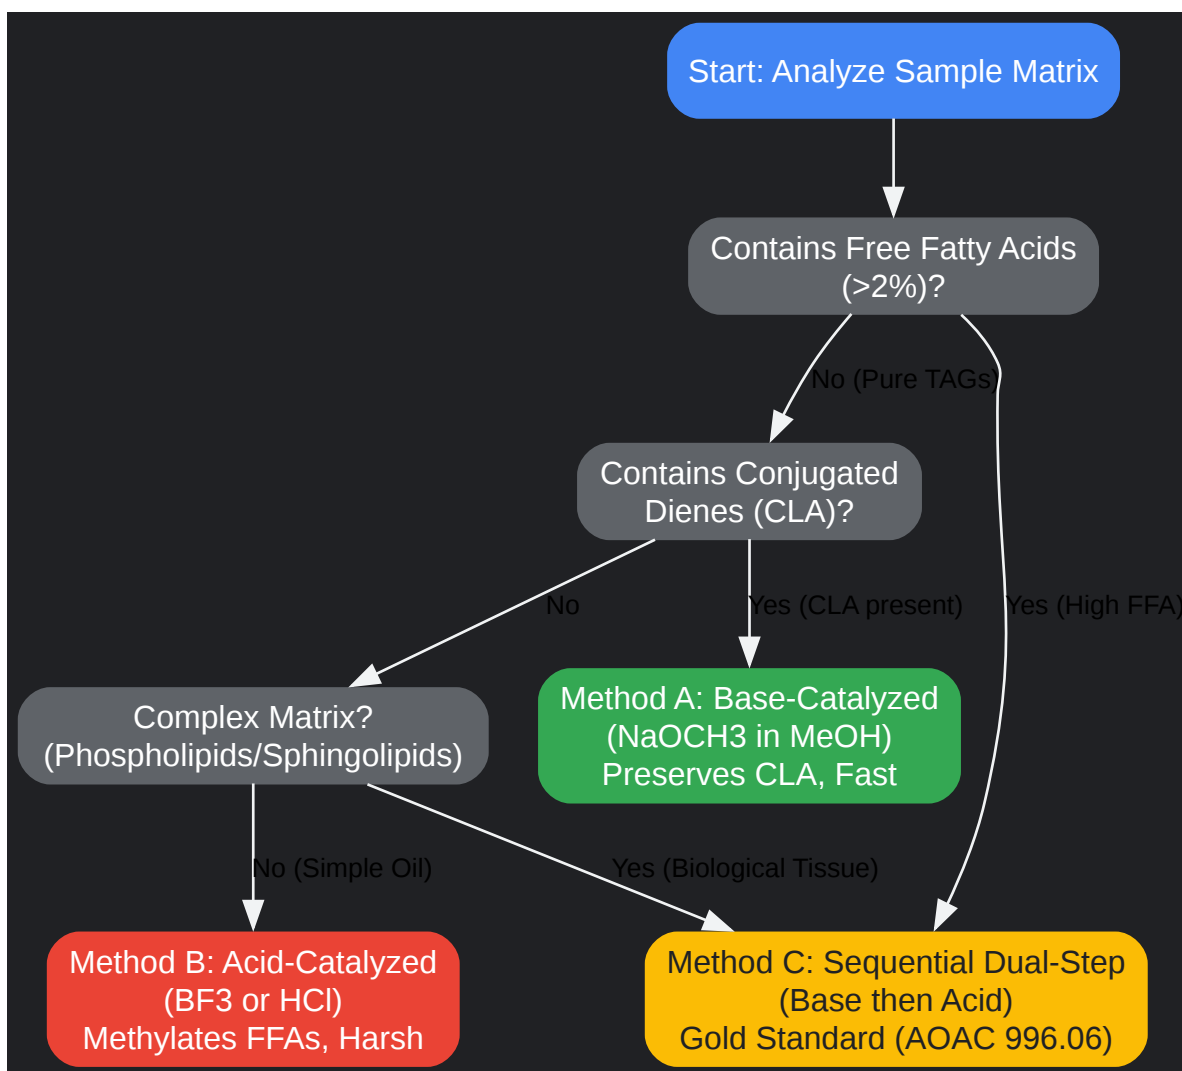 Start: Analyze Sample Matrix
Contains Free Fatty Acids
(>2%)?
No (Pure TAGs)
Contains Conjugated
Dienes (CLA)?
No
Yes (CLA present)
Yes (High FFA)
Complex Matrix?
(Phospholipids/Sphingolipids)
Method A: Base-Catalyzed
(NaOCH3 in MeOH)
Preserves CLA, Fast
No (Simple Oil)
Yes (Biological Tissue)
Method B: Acid-Catalyzed
(BF3 or HCl)
Methylates FFAs, Harsh
Method C: Sequential Dual-Step
(Base then Acid)
Gold Standard (AOAC 996.06)